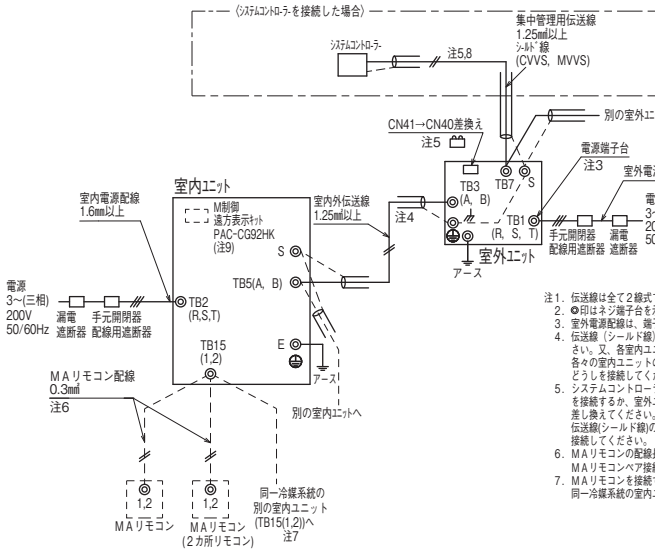 〈システムコントローラを接続した場合〉
システムコントローラ
注5,8
集中管理用伝送線
1.25mm²以上
シールド線
(CVVS, MVVS)
別の室外ユニ
CN41→CN40差換え
注5
電源端子台
注3
室外電源
TB3
(A, B)
TB7
S
TB1
(R, S, T)
室外ユニット
アース
手元開閉器
配線用遮断器
漏電
遮断器
室内ユニット
M制御
遠方表示キット
PAC-CG92HK
(注9)
室内電源配線
1.6mm以上
室内外伝送線
1.25mm²以上
注4
S
TB5(A, B)
電源
3~(三相)
200V
50/60Hz
漏電
遮断器
手元開閉器
配線用遮断器
TB2
(R,S,T)
TB15
(1,2)
E
アース
別の室内ユニットへ
MAリモコン配線
0.3mm²
注6
1,2
MAリモコン
1,2
MAリモコン
(2カ所リモコン)
同一冷媒系統の
別の室内ユニット
(TB15(1,2))へ
注7
注1. 伝送線は全て2線式
2. ◎印はネジ端子台を
3. 室外電源配線は、端
4. 伝送線(シールド線)
さい。又、各室内ユニ
各々の室内ユニットの
どうしを接続してくだ
5. システムコントロー
を接続するか、室外ユ
差し換えてください。
伝送線(シールド線)の
接続してください。
6. MAリモコンの配線
MAリモコンペア接
7. MAリモコンを接続
同一冷媒系統の室内ユ